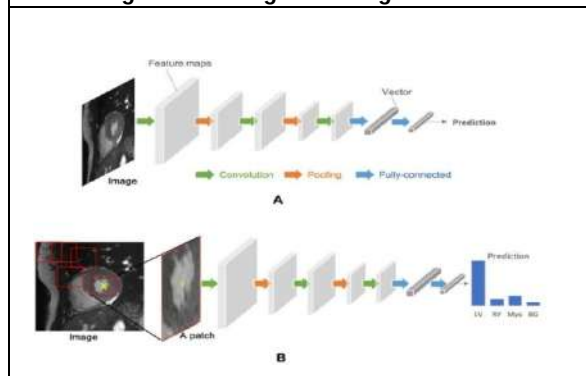 Feature maps
Vector
Prediction
Image
Convolution
Pooling
Fully-connected
A
Prediction
LV
RV
Myo
BG
Image
A patch
B